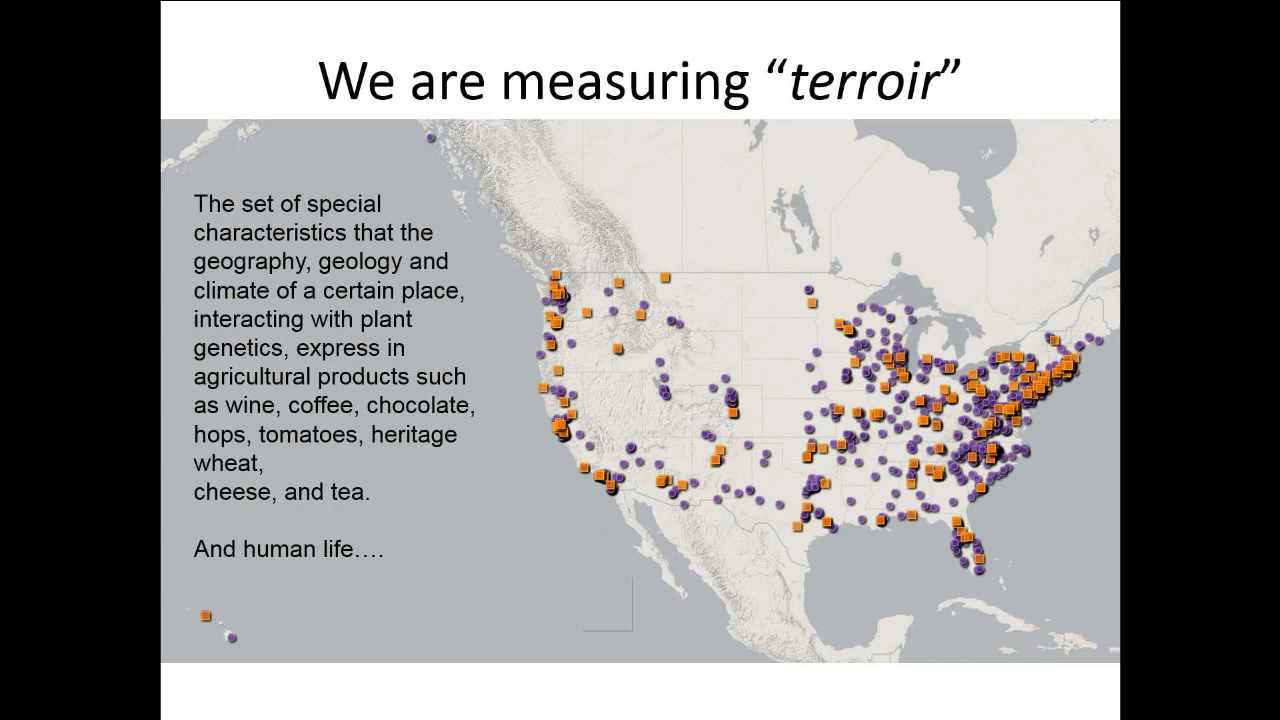 We are measuring “terroir”
The set of special
characteristics that the
geography, geology and
climate of a certain place,
interacting with plant
genetics, express in
agricultural products such
as wine, coffee, chocolate,
hops, tomatoes, heritage
wheat,
cheese, and tea.
And human life….